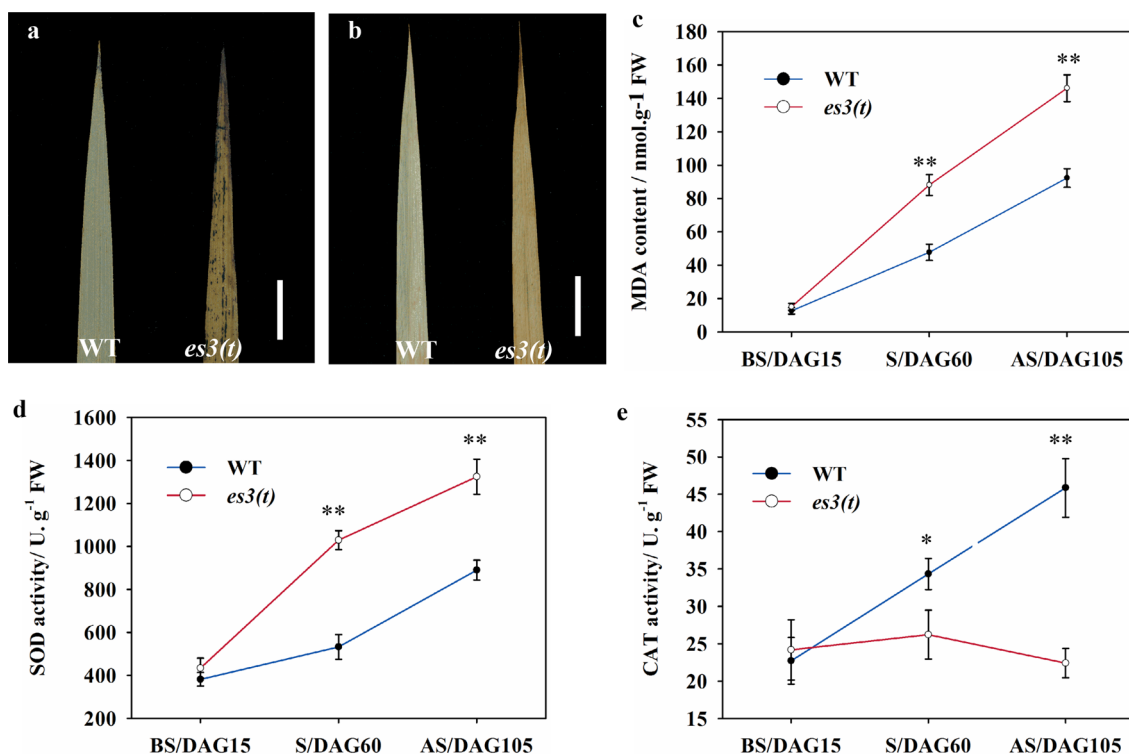 a
WT
es3(t)
b
WT
es3(t)
c
MDA content / nmol.g-1 FW
180
160
140
120
100
80
60
40
20
0
WT
es3(t)
**
**
BS/DAG15 S/DAG60 AS/DAG105
d
SOD activity/ U. g-1 FW
1600
1400
1200
1000
800
600
400
200
WT
es3(t)
**
**
BS/DAG15 S/DAG60 AS/DAG105
e
CAT activity/ U. g-1 FW
55
50
45
40
35
30
25
20
15
WT
es3(t)
*
**
BS/DAG15 S/DAG60 AS/DAG105